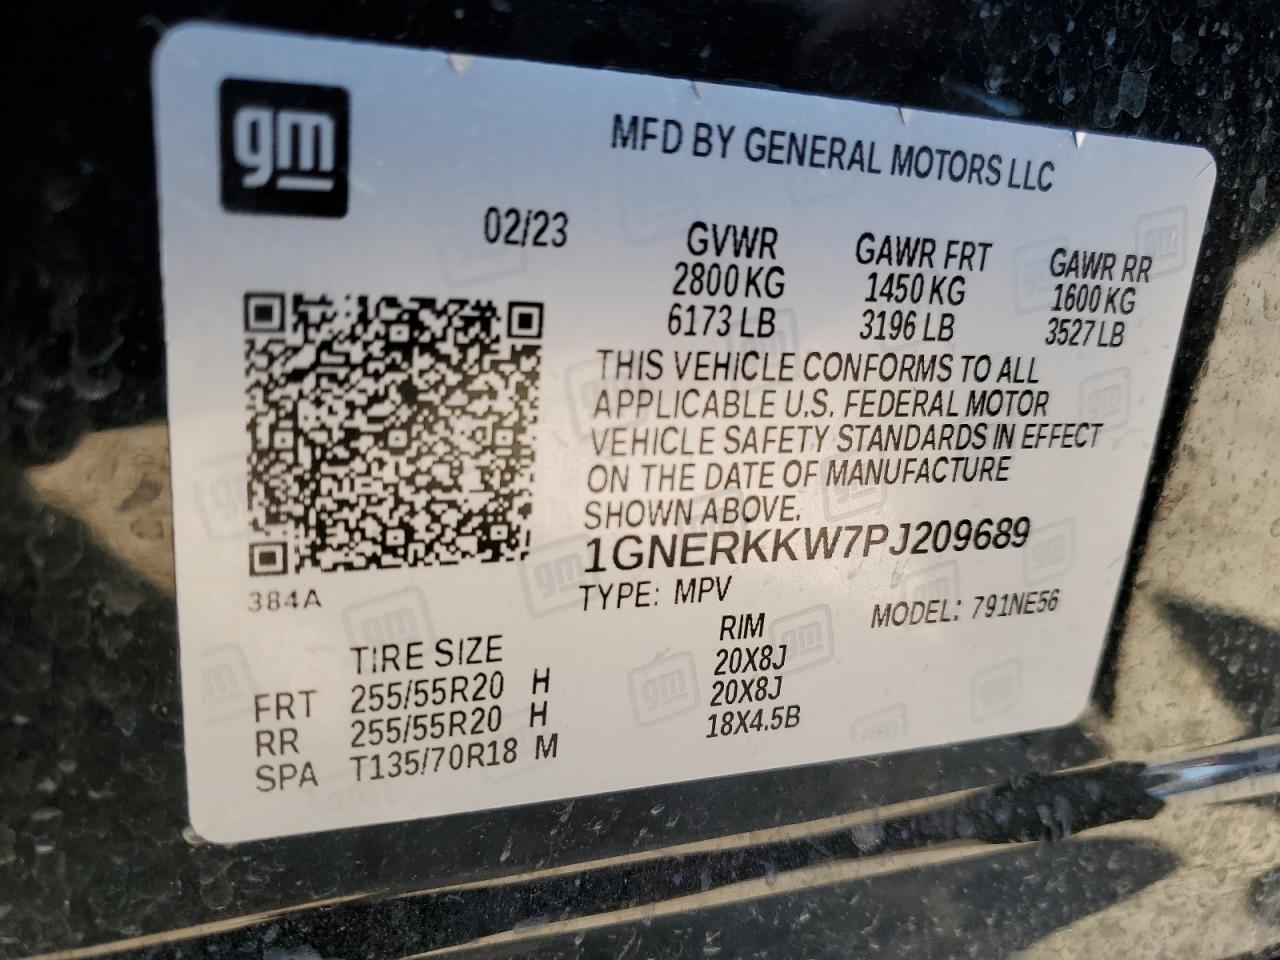 gm
MFD BY GENERAL MOTORS LLC
02/23
GVWR GAWR FRT GAWR RR
2800 KG 1450 KG 1600 KG
6173 LB 3196 LB 3527 LB
THIS VEHICLE CONFORMS TO ALL
APPLICABLE U.S. FEDERAL MOTOR
VEHICLE SAFETY STANDARDS IN EFFECT
ON THE DATE OF MANUFACTURE
SHOWN ABOVE.
1GNERKKW7PJ209689
384A
TYPE: MPV MODEL: 791NE56
TIRE SIZE RIM
FRT 255/55R20 H 20X8J
RR 255/55R20 H 20X8J
SPA T135/70R18 M 18X4.5B